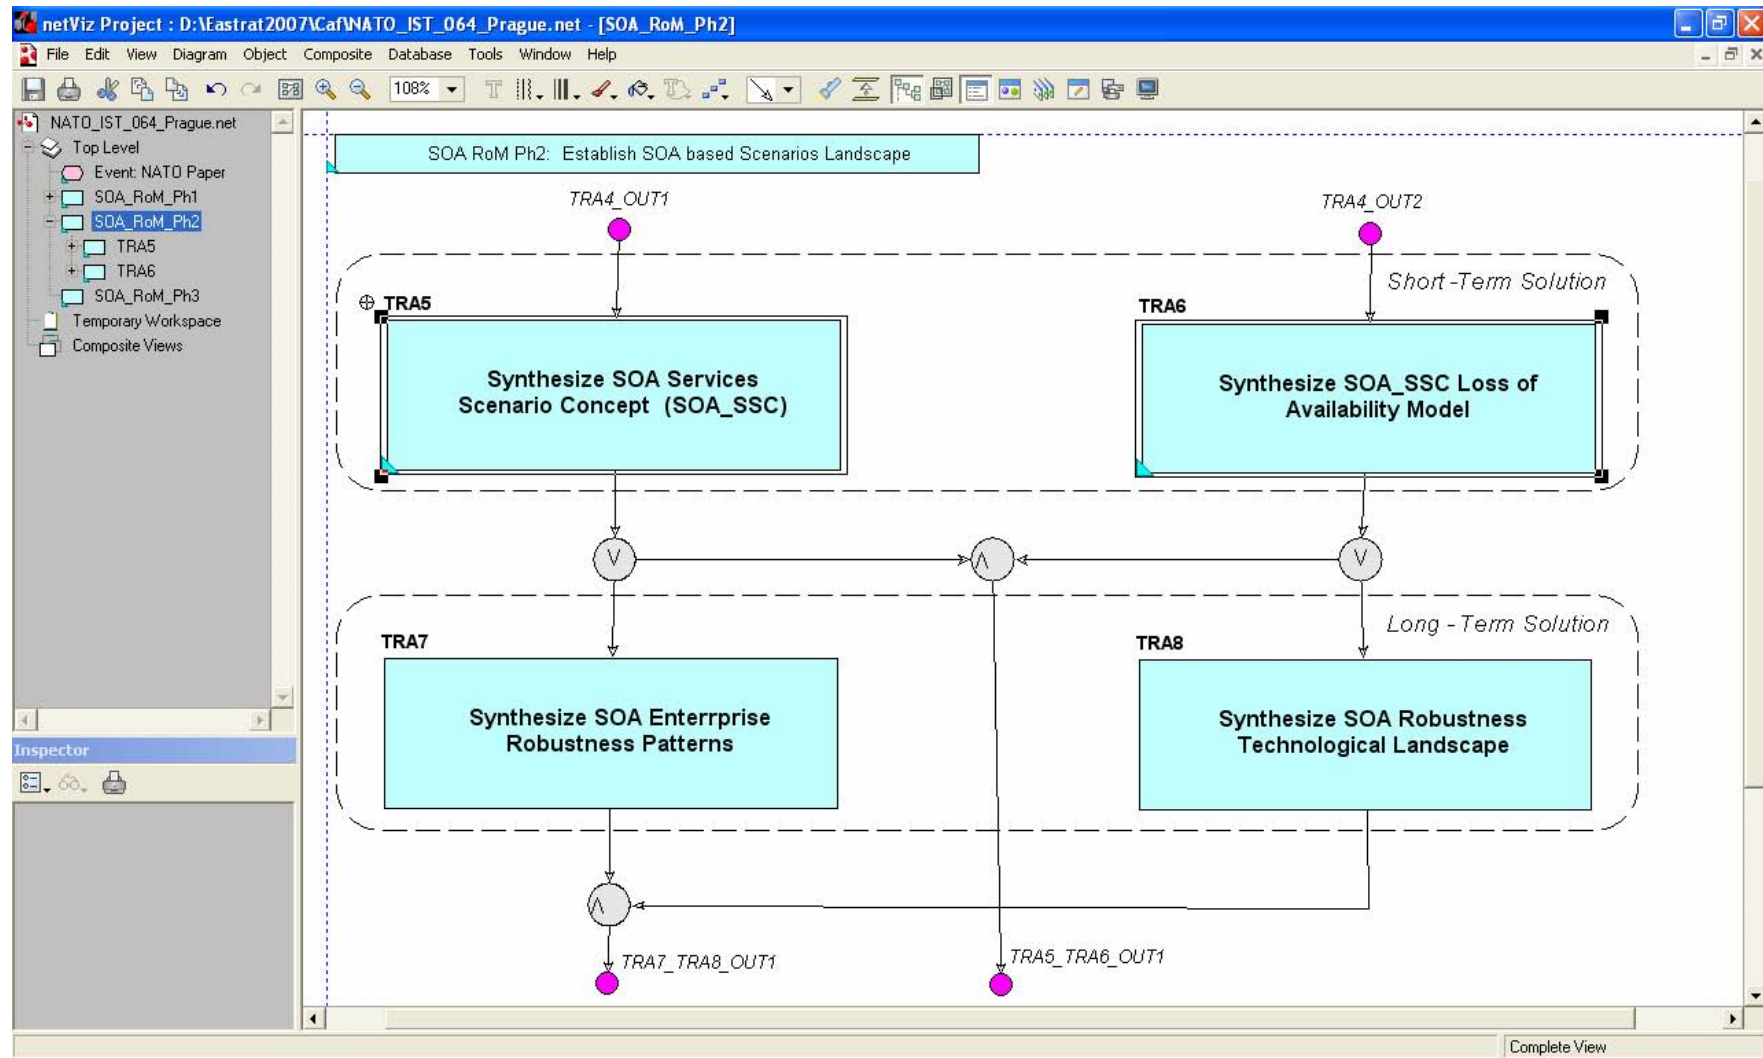 netViz Project : D:\Eastrat2007\Caf\NATO_IST_064_Prague.net - [SOA_RoM_Ph2]
File Edit View Diagram Object Composite Database Tools Window Help
108%
NATO_IST_064_Prague.net
Top Level
Event: NATO Paper
SOA_RoM_Ph1
SOA_RoM_Ph2
TRA5
TRA6
SOA_RoM_Ph3
Temporary Workspace
Composite Views
Inspector
SOA RoM Ph2: Establish SOA based Scenarios Landscape
TRA4_OUT1
TRA4_OUT2
Short -Term Solution
TRA5
TRA6
Synthesize SOA Services
Scenario Concept (SOA_SSC)
Synthesize SOA_SSC Loss of
Availability Model
V
Λ
V
Long - Term Solution
TRA7
TRA8
Synthesize SOA Enterrprise
Robustness Patterns
Synthesize SOA Robustness
Technological Landscape
Λ
TRA7_TRA8_OUT1
TRA5_TRA6_OUT1
Complete View